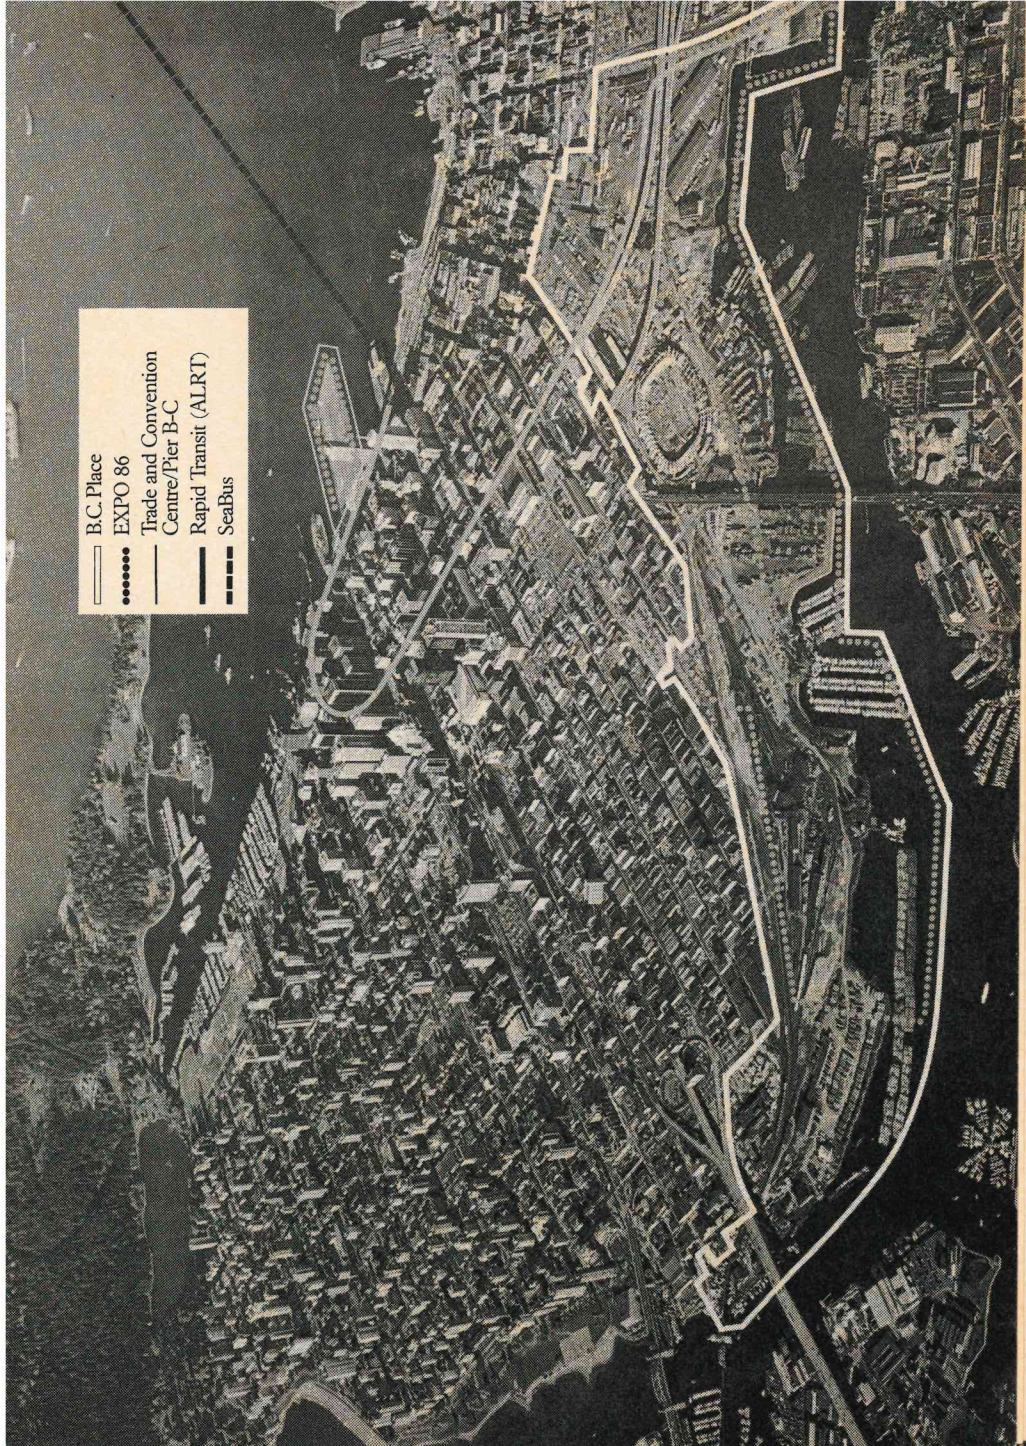 B.C. Place
EXPO 86
Trade and Convention
Centre/Pier B-C
Rapid Transit (ALRT)
SeaBus